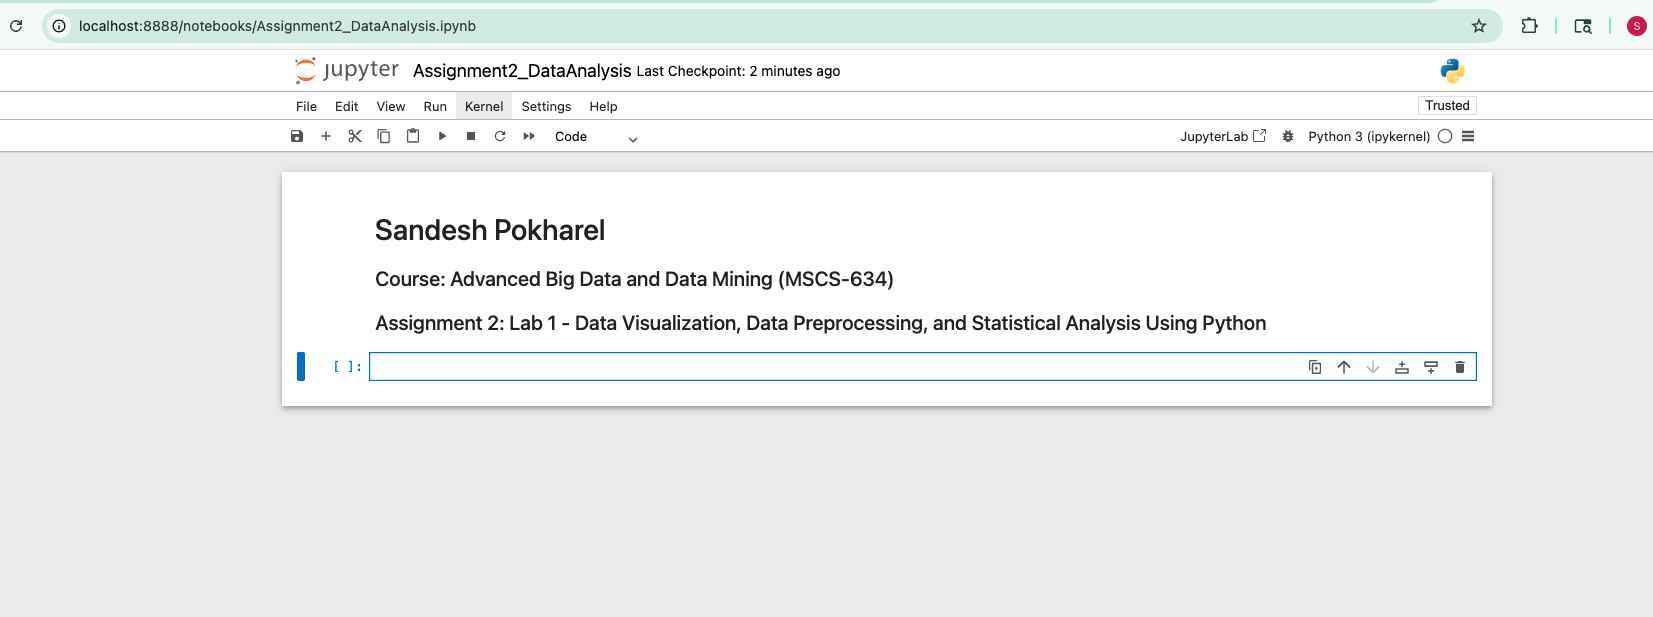 localhost:8888/notebooks/Assignment2_DataAnalysis.ipynb
S
jupyter Assignment2_DataAnalysis Last Checkpoint: 2 minutes ago
File Edit View Run Kernel Settings Help
Trusted
Code
JupyterLab
Python 3 (ipykernel)
Sandesh Pokharel
Course: Advanced Big Data and Data Mining (MSCS-634)
Assignment 2: Lab 1 - Data Visualization, Data Preprocessing, and Statistical Analysis Using Python
[ ]: